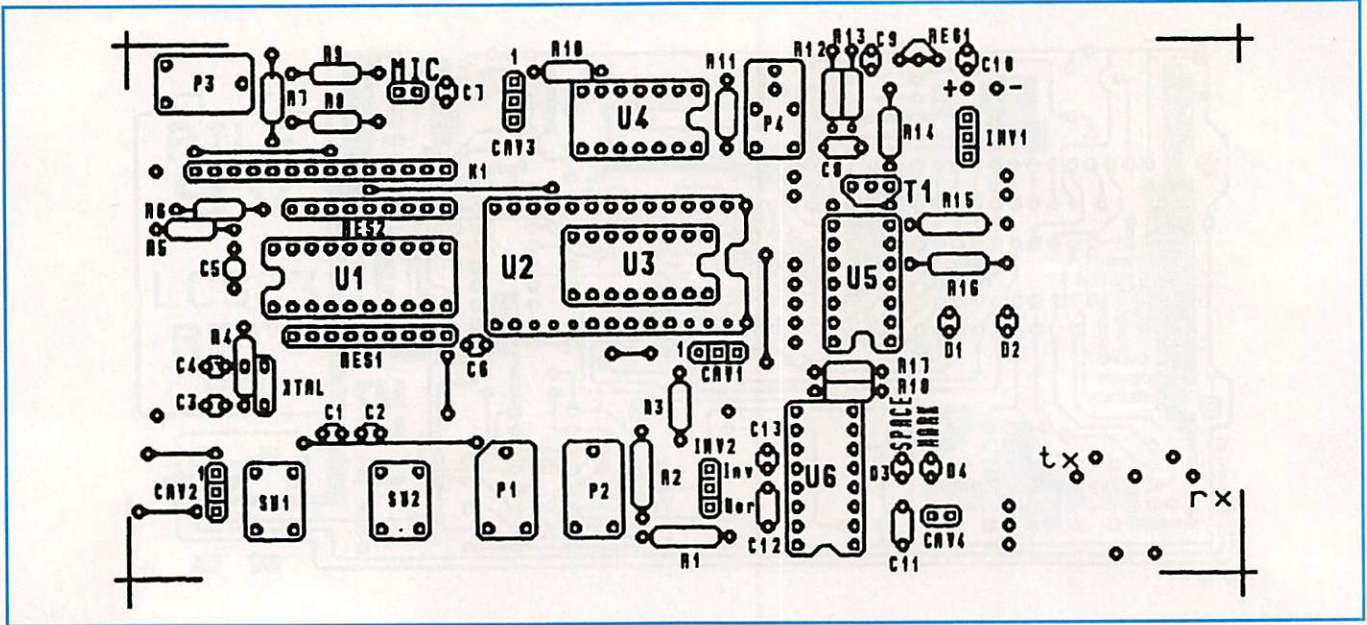 R9
MIC
P3
R7
R8
C7
1
R10
CAV3
U4
R11
P4
R12
R13
C9
REG1
C10
+ -
C8
R14
INV1
T1
K1
R6
R5
RES2
C5
U1
U2
U3
U5
R15
R16
RES1
R4
C4
C3
XTAL
C6
1
CAV1
D1
D2
R17
R18
C1
C2
R3
1
CAV2
SW1
SW2
P1
P2
R2
INV2
Inv
Nor
R1
C13
C12
U6
SPACE
MARK
D3
D4
C11
CAV4
tx
rx